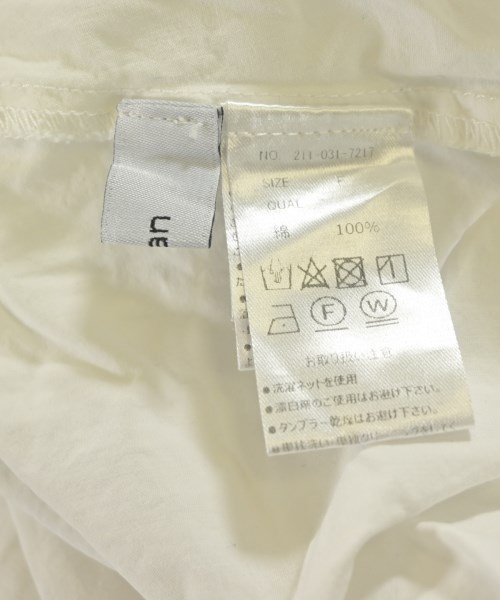 an
NO. 211-031-7217
SIZE F
QUAL
綿 100%
F W
お取り扱い注意
●洗濯ネットを使用
●漂白剤のご使用はお避け下さい。
●タンブラー乾燥はお避け下さい。